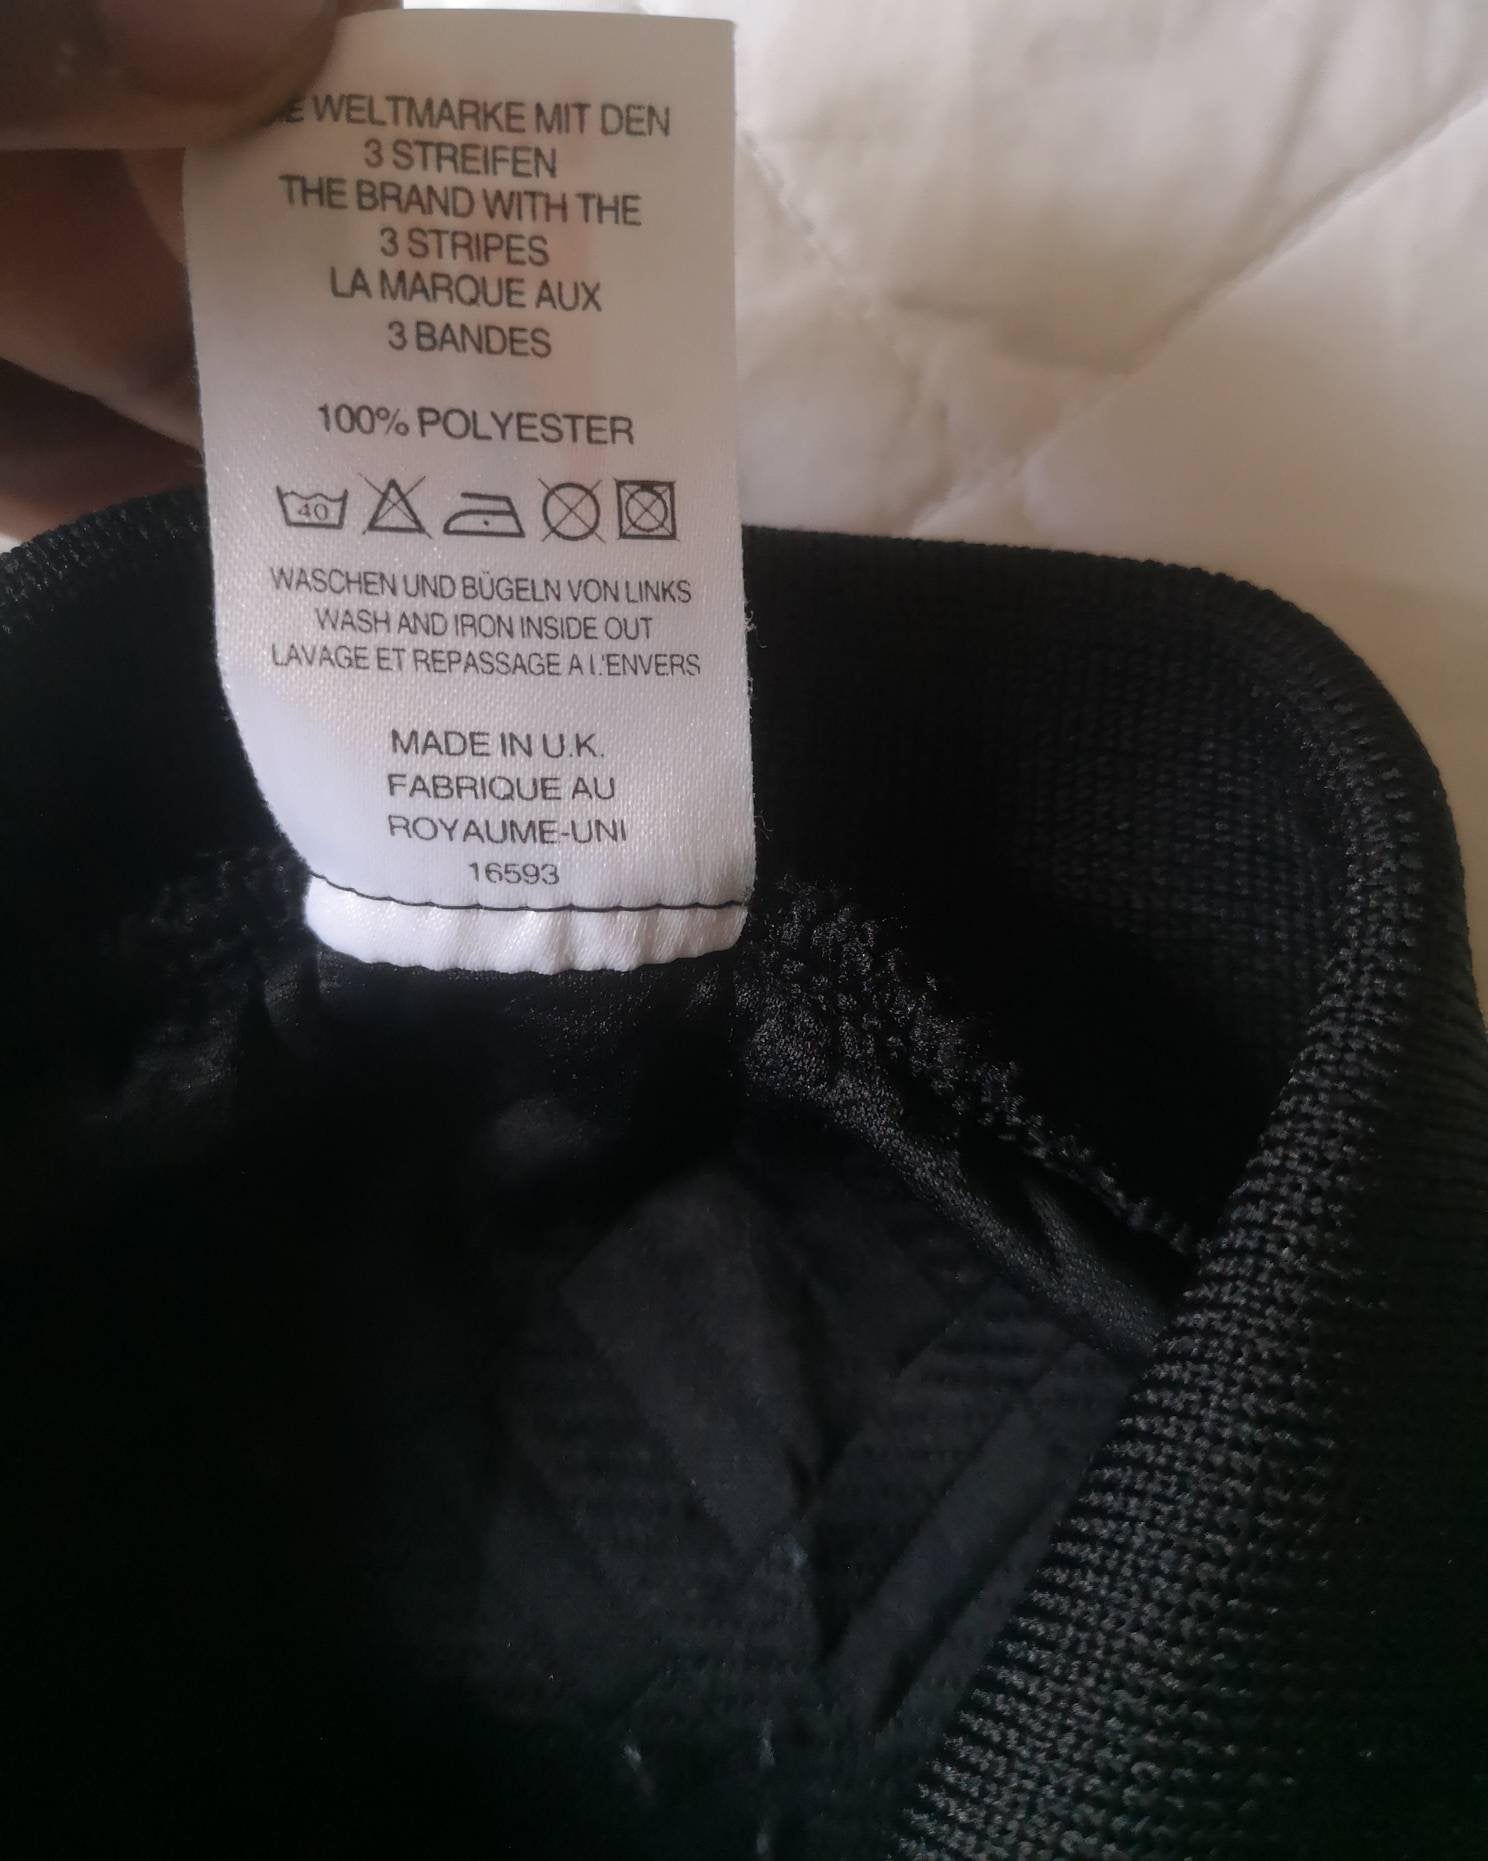 WELTMARKE MIT DEN
3 STREIFEN
THE BRAND WITH THE
3 STRIPES
LA MARQUE AUX
3 BANDES
100% POLYESTER
40
WASCHEN UND BÜGELN VON LINKS
WASH AND IRON INSIDE OUT
LAVAGE ET REPASSAGE A L'ENVERS
MADE IN U.K.
FABRIQUE AU
ROYAUME-UNI
16593